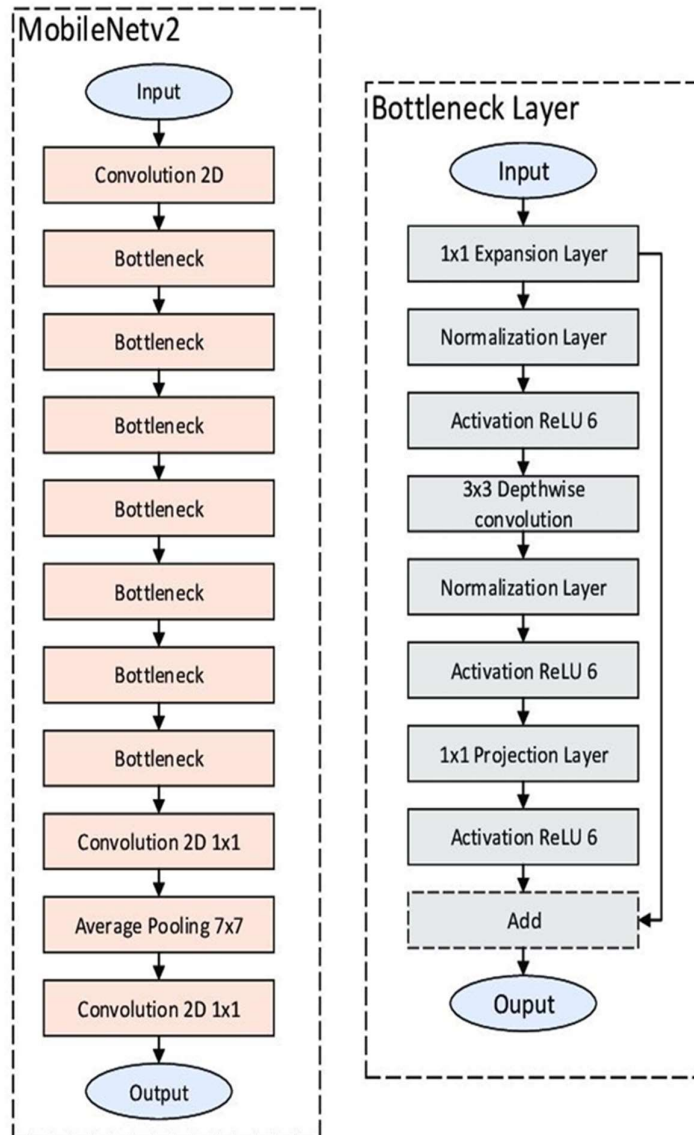 MobileNetv2
Input
Convolution 2D
Bottleneck
Bottleneck
Bottleneck
Bottleneck
Bottleneck
Bottleneck
Bottleneck
Convolution 2D 1x1
Average Pooling 7x7
Convolution 2D 1x1
Output
Bottleneck Layer
Input
1x1 Expansion Layer
Normalization Layer
Activation ReLU 6
3x3 Depthwise
convolution
Normalization Layer
Activation ReLU 6
1x1 Projection Layer
Activation ReLU 6
Add
Ouput